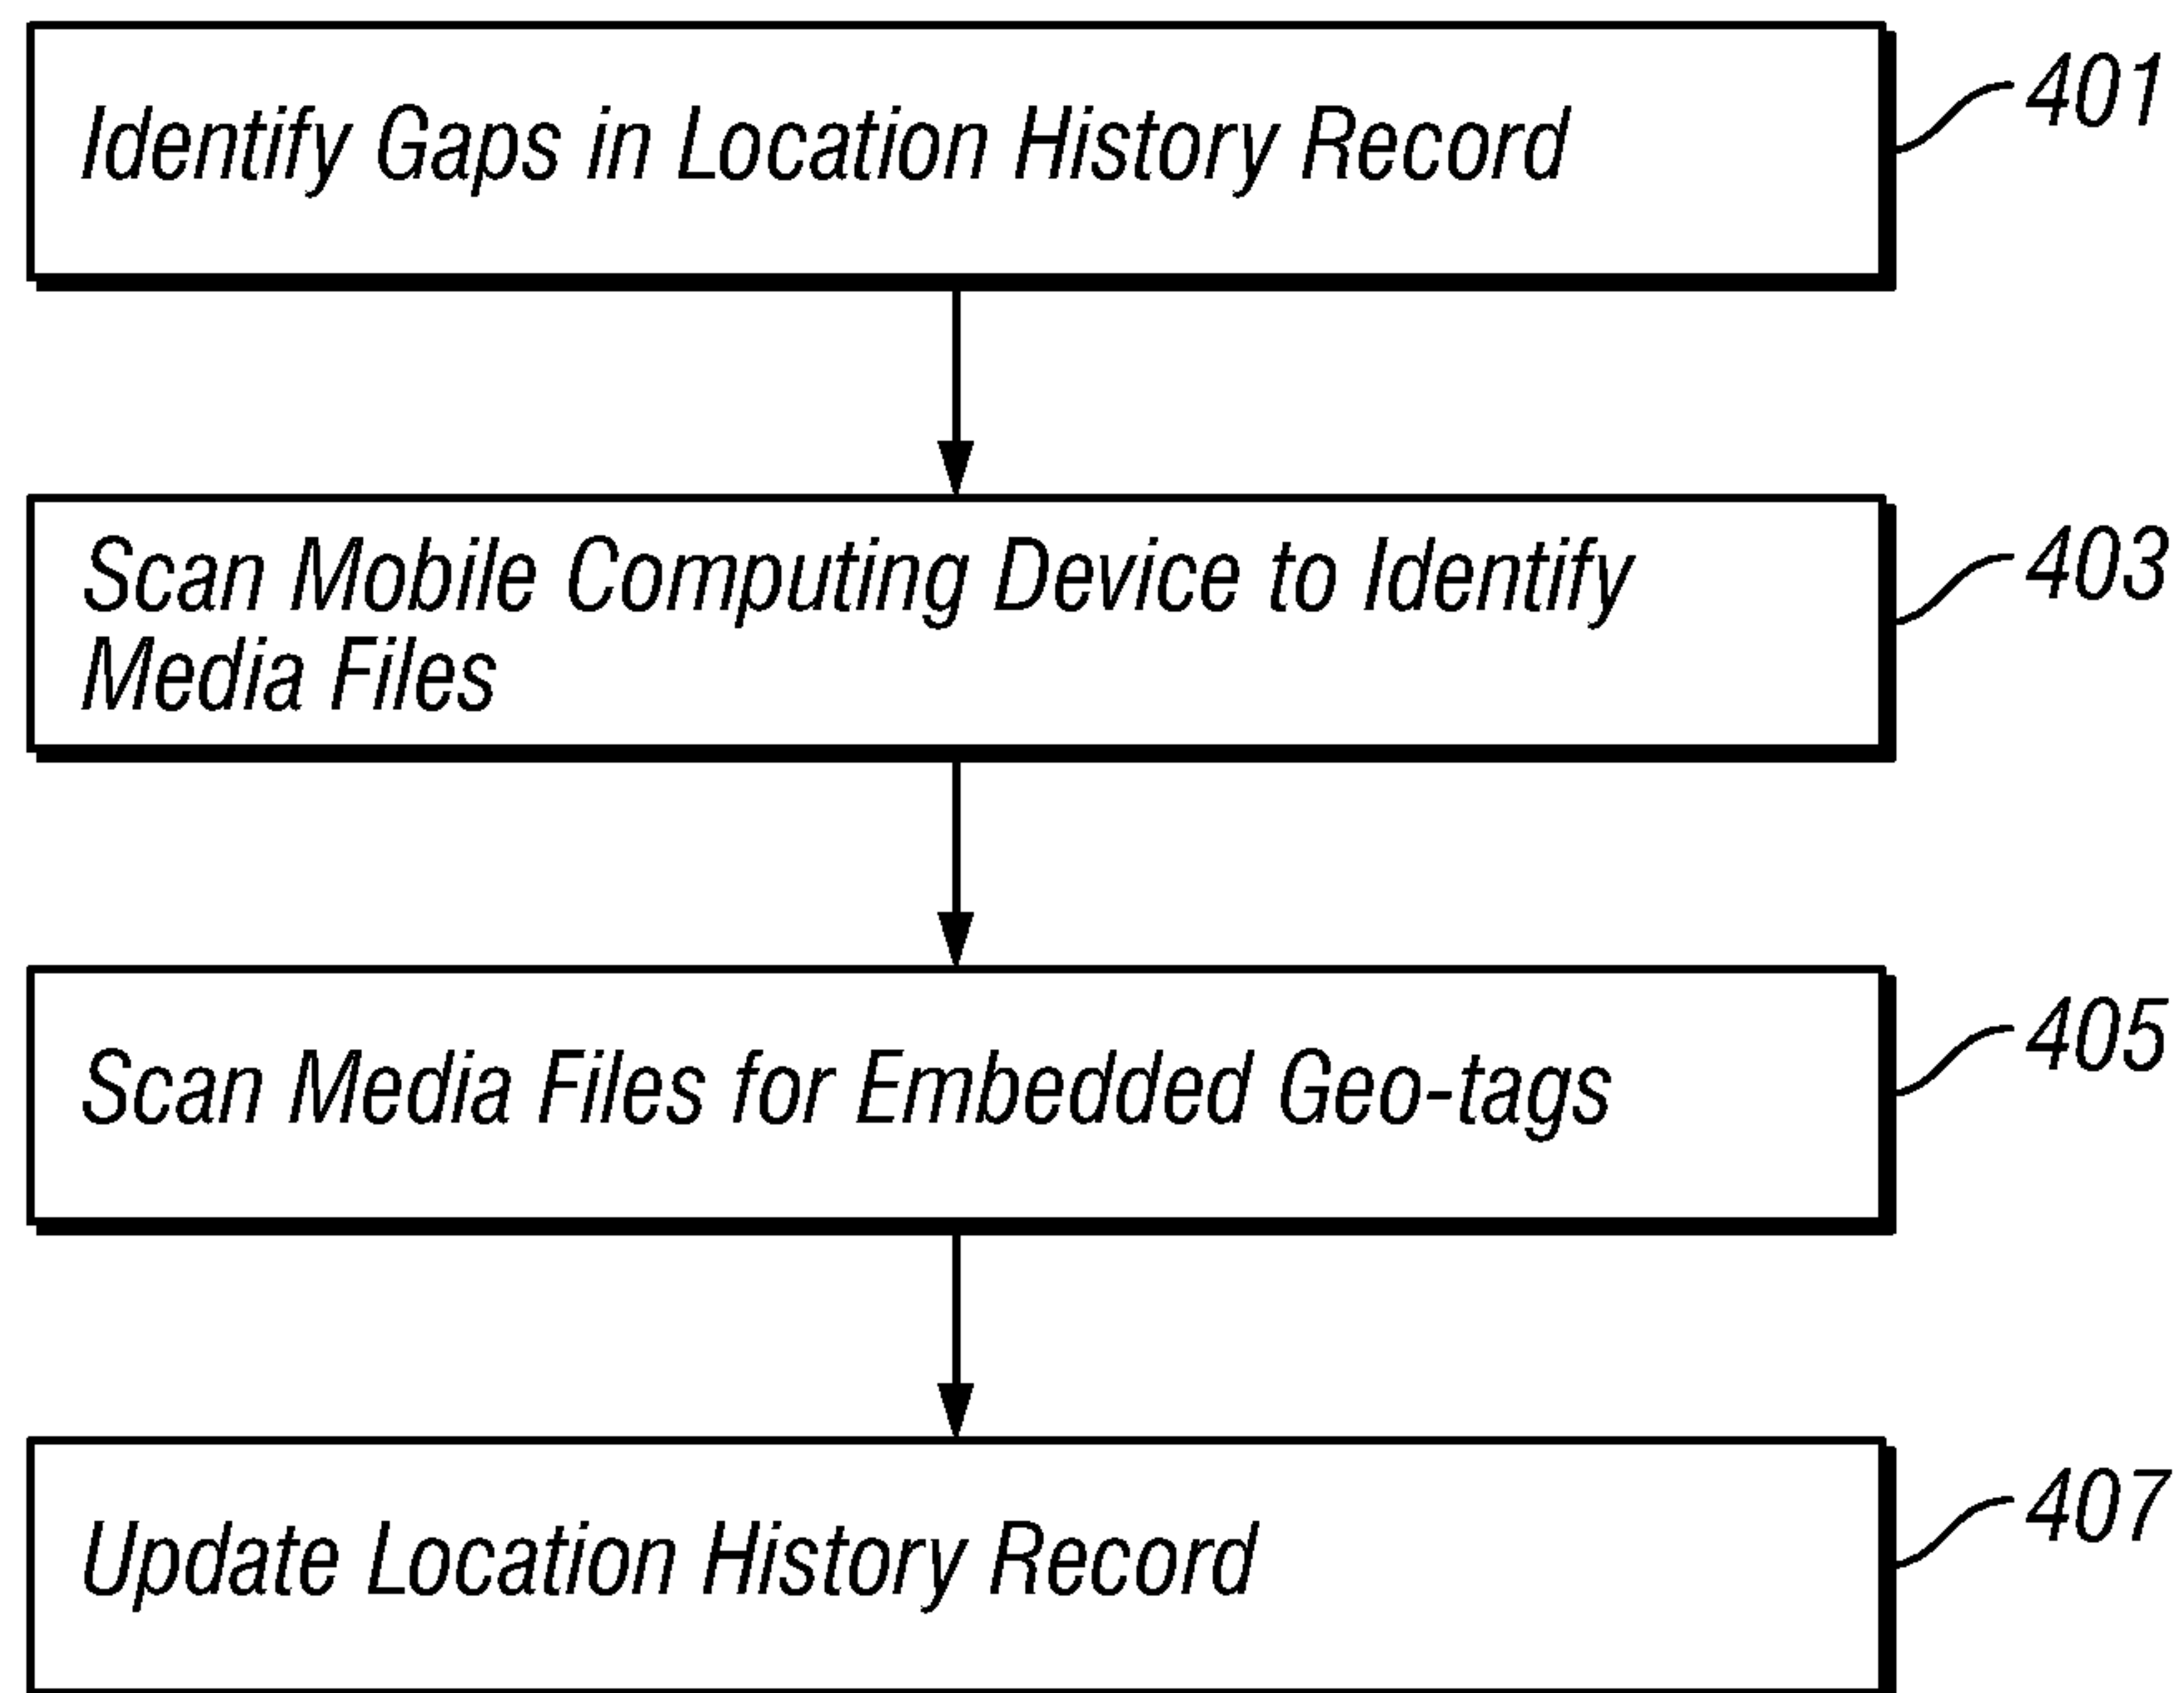 Identify Gaps in Location History Record
401
Scan Mobile Computing Device to Identify
Media Files
403
Scan Media Files for Embedded Geo-tags
405
Update Location History Record
407